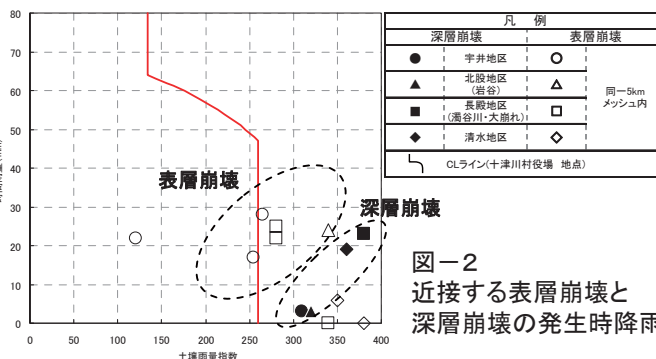 80
70
60
50
40
30
20
10
0
0 50 100 150 200 250 300 350 400
土壌雨量指数
表層崩壊
深層崩壊
凡 例
深層崩壊 表層崩壊
宇井地区
北股地区
(岩谷)
長殿地区
(濁谷川・大崩れ)
清水地区
同一5km
メッシュ内
CLライン(十津川村役場 地点)
図-2
近接する表層崩壊と
深層崩壊の発生時降雨